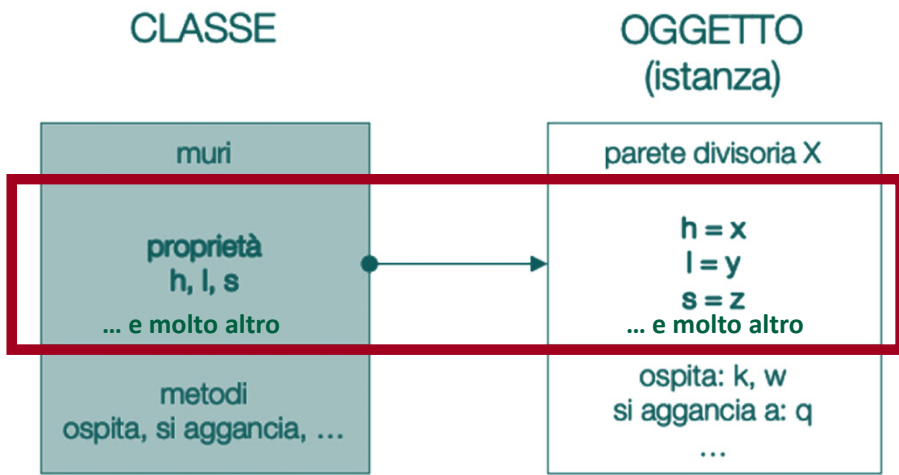 CLASSE
OGGETTO
(istanza)
muri
proprietà
h, l, s
... e molto altro
metodi
ospita, si aggancia, ...
parete divisoria X
h = x
l = y
s = z
... e molto altro
ospita: k, w
si aggancia a: q
...